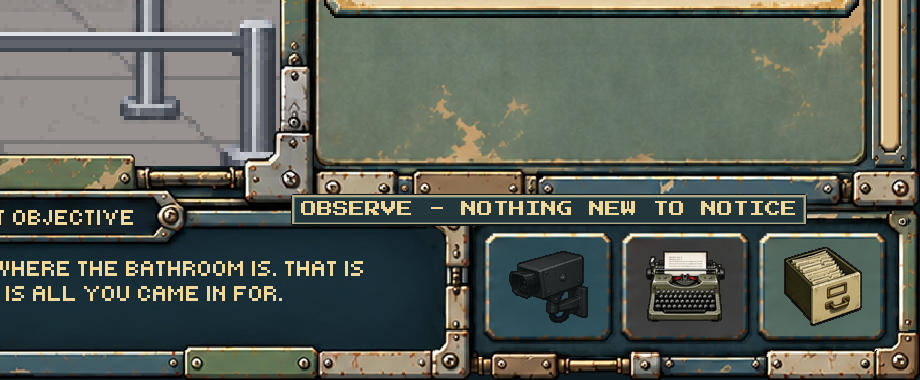 OBSERVE - NOTHING NEW TO NOTICE
T OBJECTIVE
WHERE THE BATHROOM IS. THAT IS
IS ALL YOU CAME IN FOR.